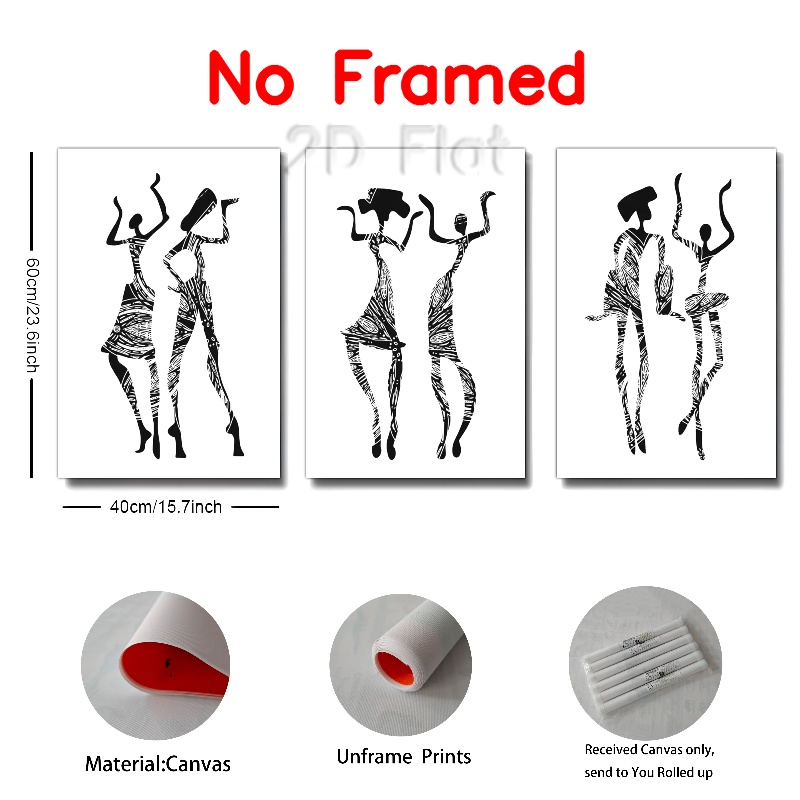 No Framed
2D Flat
60cm/23.6inch
40cm/15.7inch
Material:Canvas
Unframe Prints
Received Canvas only,
send to You Rolled up